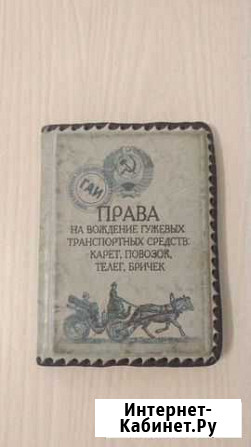 ГАИ
ПРАВА
НА ВОЖДЕНИЕ ГУЖЕВЫХ
ТРАНСПОРТНЫХ СРЕДСТВ:
КАРЕТ, ПОВОЗОК,
ТЕЛЕГ, БРИЧЕК
Интернет-
Кабинет.Ру